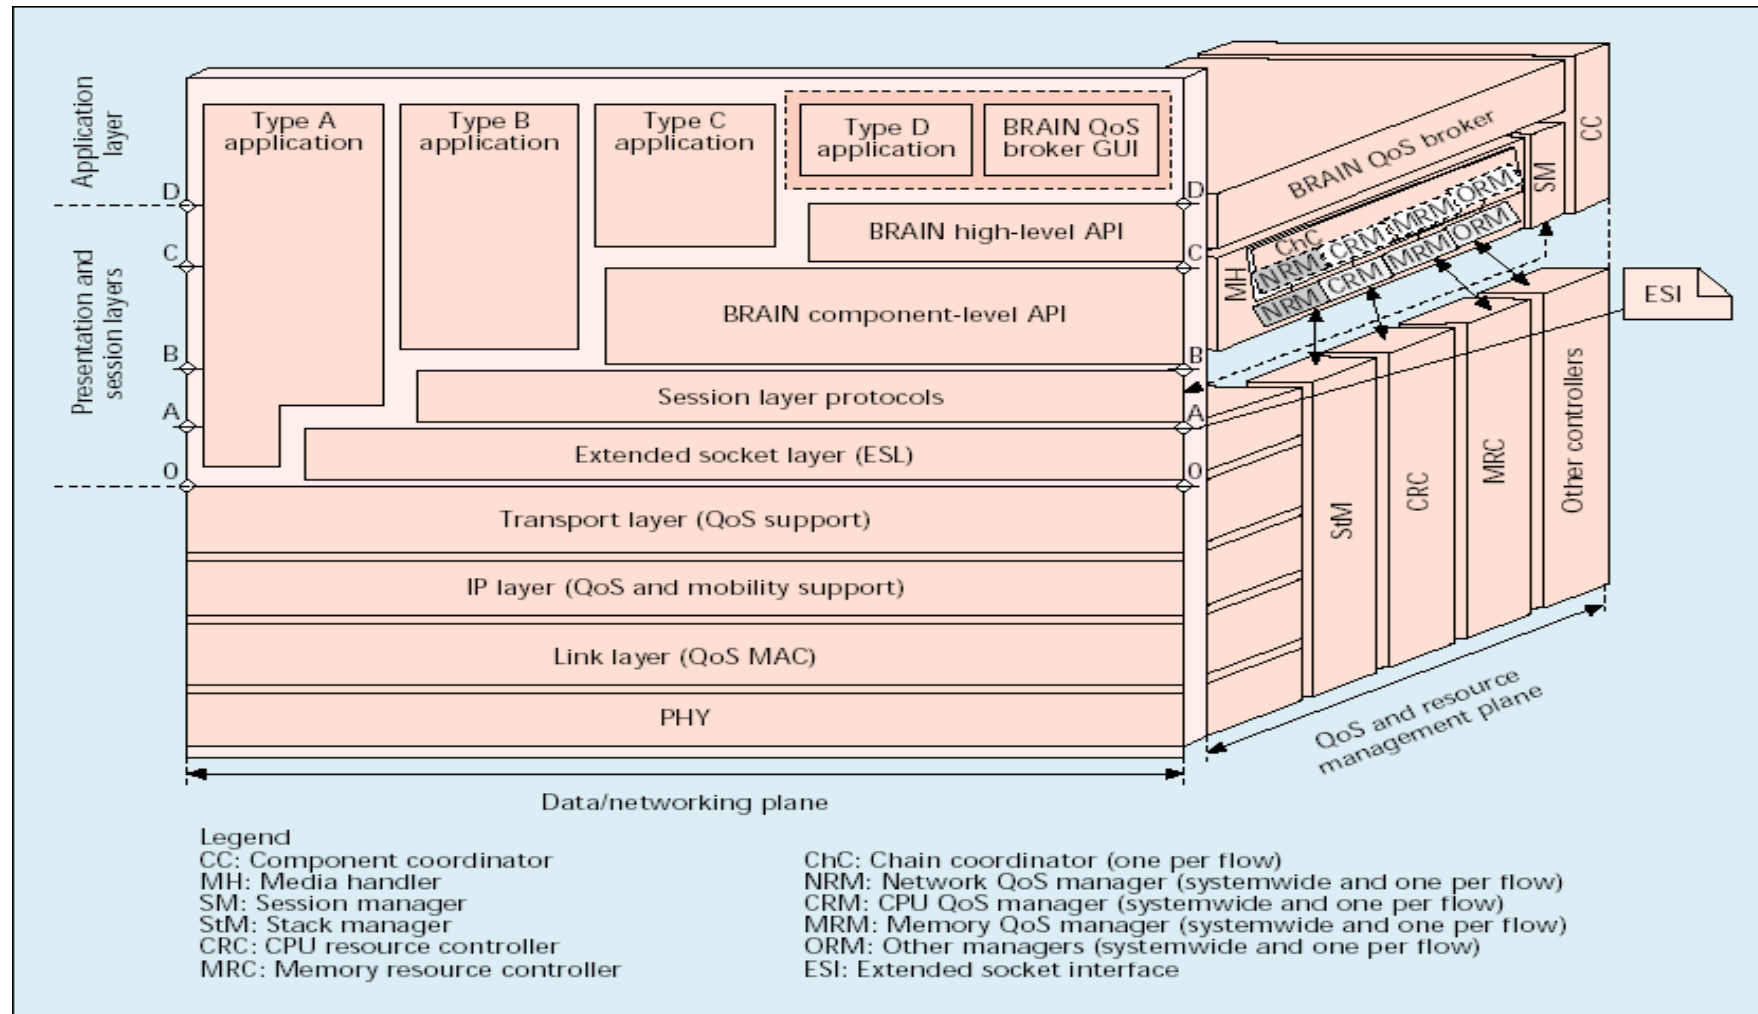 Application
layer
Presentation and
session layers
D
C
B
A
0
Type A
application
Type B
application
Type C
application
Type D
application
BRAIN QoS
broker GUI
BRAIN high-level API
BRAIN component-level API
Session layer protocols
Extended socket layer (ESL)
Transport layer (QoS support)
IP layer (QoS and mobility support)
Link layer (QoS MAC)
PHY
D
C
B
A
0
BRAIN QoS broker
CC
SM
MH
ChC
NRM
CRM
MRM
ORM
NRM
CRM
MRM
ORM
ESI
StM
CRC
MRC
Other controllers
QoS and resource
management plane
Data/networking plane
Legend
CC: Component coordinator
MH: Media handler
SM: Session manager
StM: Stack manager
CRC: CPU resource controller
MRC: Memory resource controller
ChC: Chain coordinator (one per flow)
NRM: Network QoS manager (systemwide and one per flow)
CRM: CPU QoS manager (systemwide and one per flow)
MRM: Memory QoS manager (systemwide and one per flow)
ORM: Other managers (systemwide and one per flow)
ESI: Extended socket interface